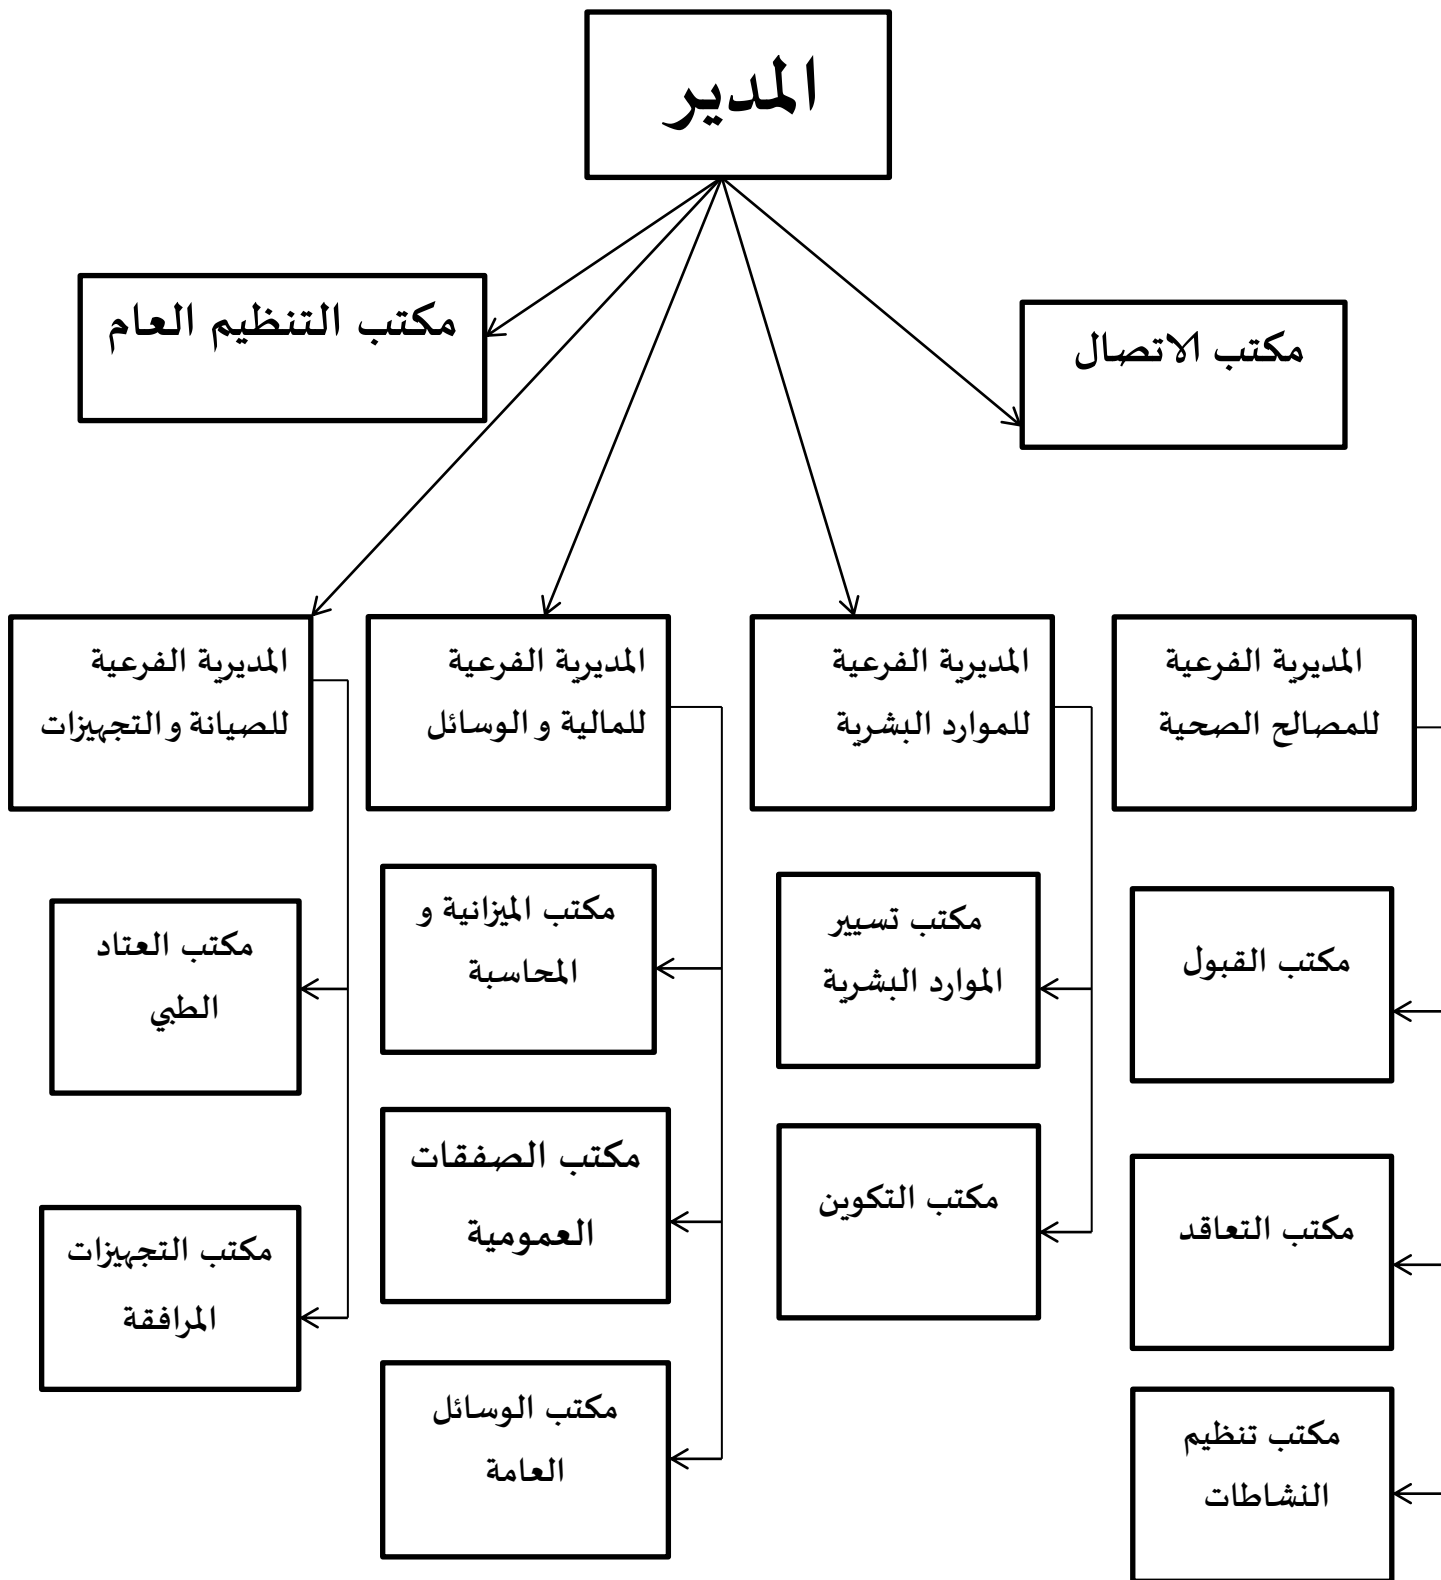 المدير
مكتب الاتصال
مكتب التنظيم العام
المديرية الفرعية
للمصالح الصحية
المديرية الفرعية
للموارد البشرية
المديرية الفرعية
للمالية و الوسائل
المديرية الفرعية
للصيانة و التجهيزات
مكتب القبول
مكتب تسيير
الموارد البشرية
مكتب الميزانية و
المحاسبة
مكتب العتاد
الطبي
مكتب التعاقد
مكتب التكوين
مكتب الصفقات
العمومية
مكتب التجهيزات
المرافقة
مكتب تنظيم
النشاطات
مكتب الوسائل
العامة